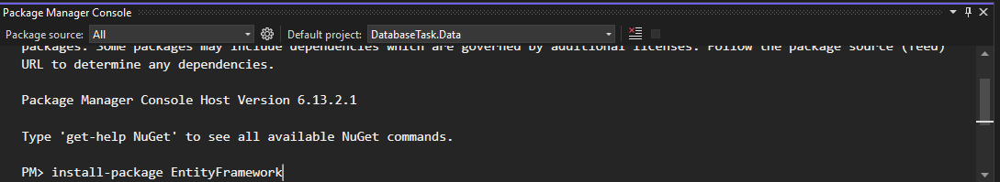 Package Manager Console
Package source: All Default project: DatabaseTask.Data
packages. Some packages may include dependencies which are governed by additional licenses. Follow the package source (feed)
URL to determine any dependencies.
Package Manager Console Host Version 6.13.2.1
Type 'get-help NuGet' to see all available NuGet commands.
PM> install-package EntityFramework